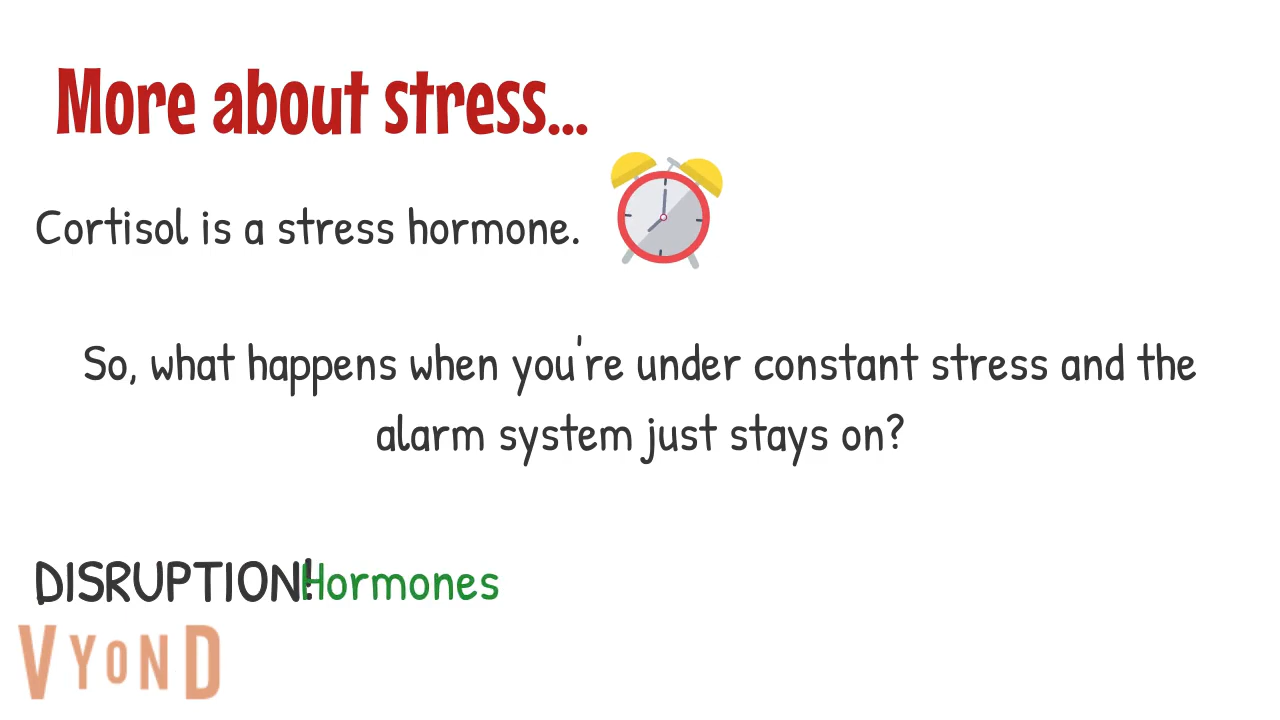 More about stress...
Cortisol is a stress hormone.
So, what happens when you're under constant stress and the
alarm system just stays on?
DISRUPTION! Hormones
VYOND